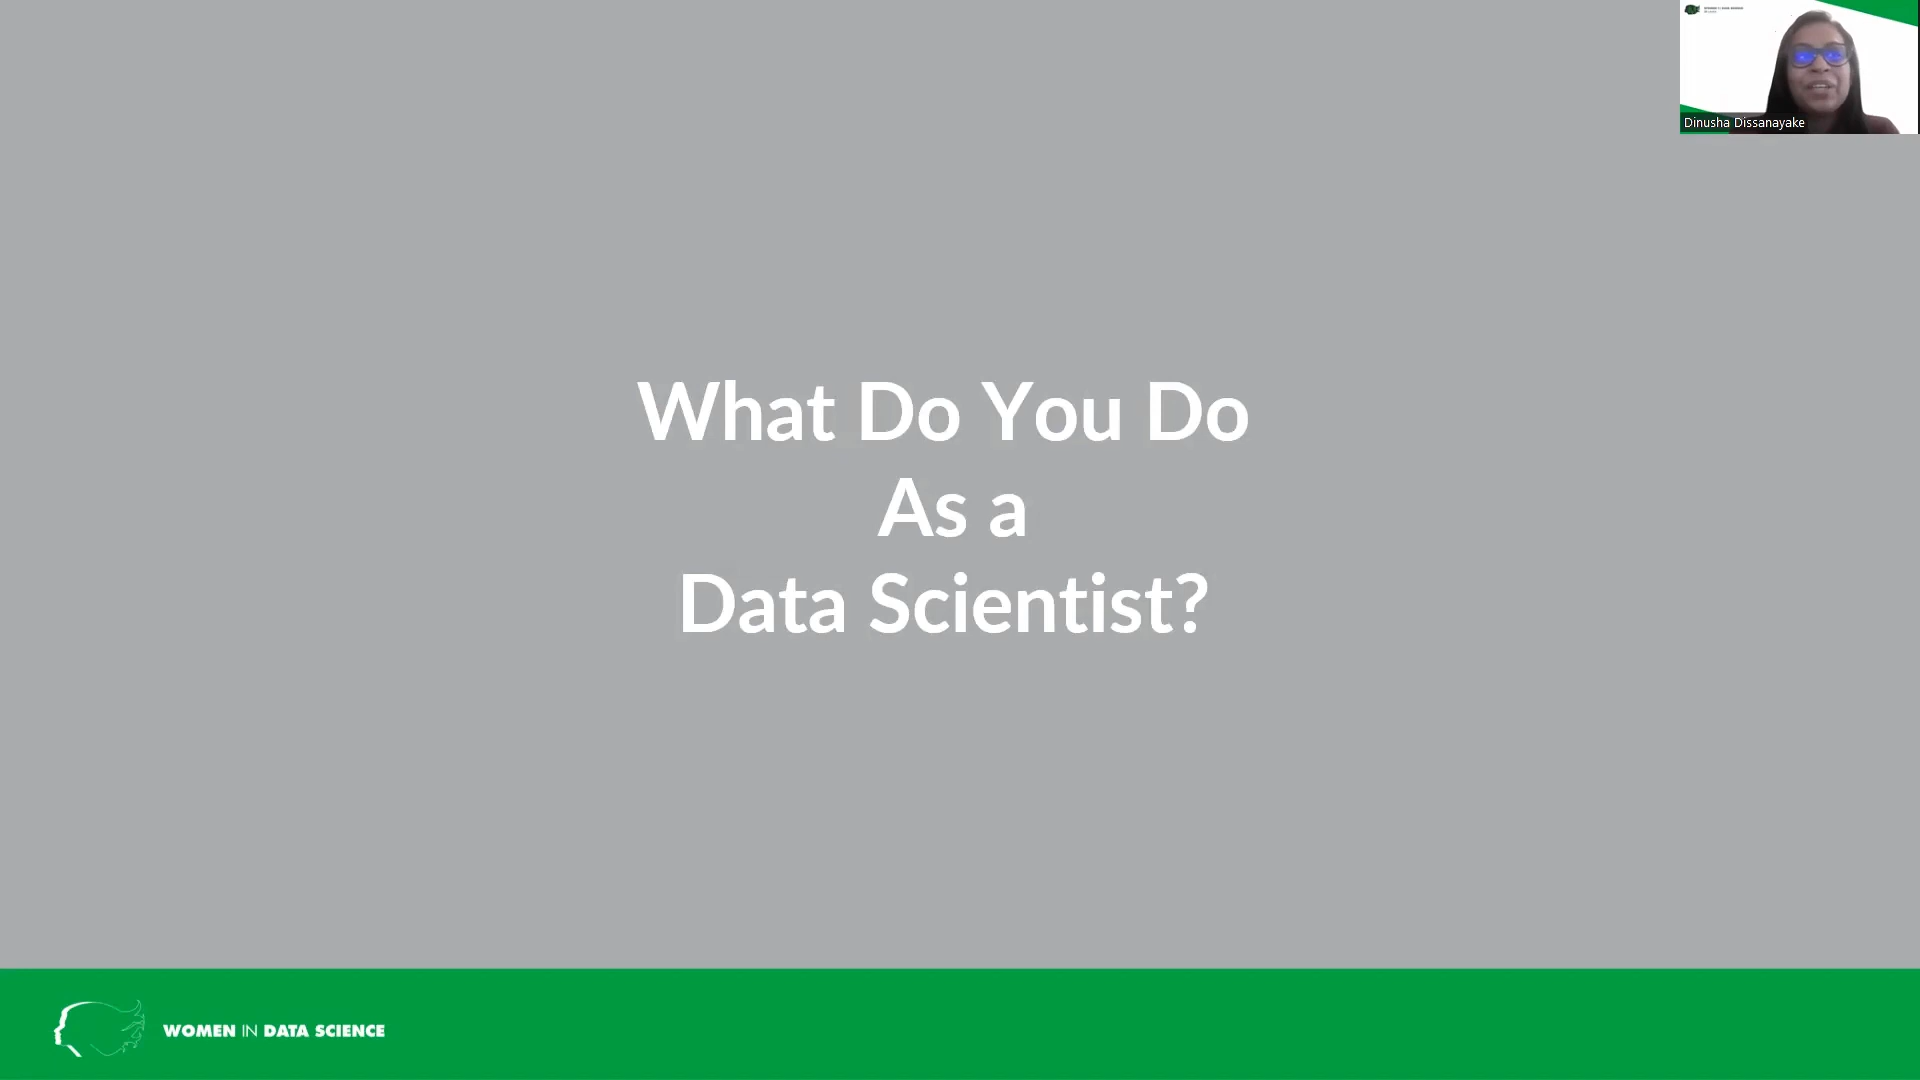 Dinusha Dissanayake
What Do You Do
As a
Data Scientist?
WOMEN IN DATA SCIENCE